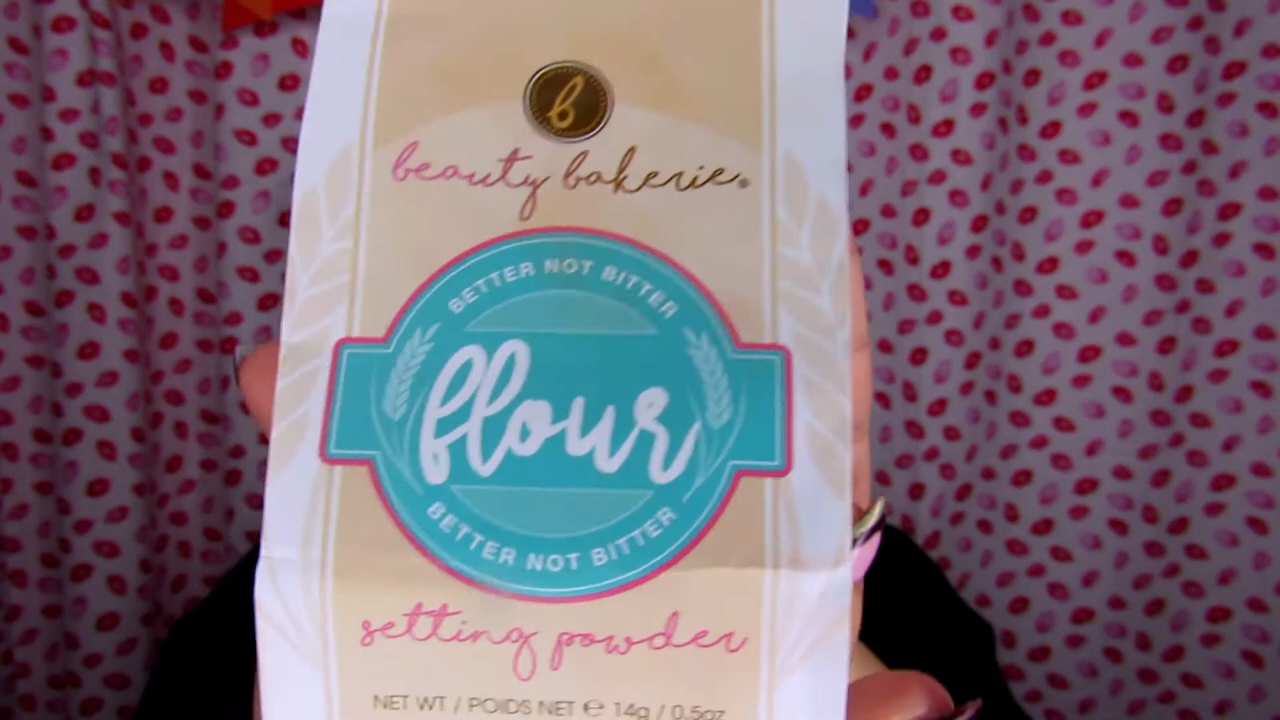 b
beauty bakerie®
BETTER NOT BITTER
flour
BETTER NOT BITTER
setting powder
NET WT / POIDS NET ℮ 14g / 0.5oz